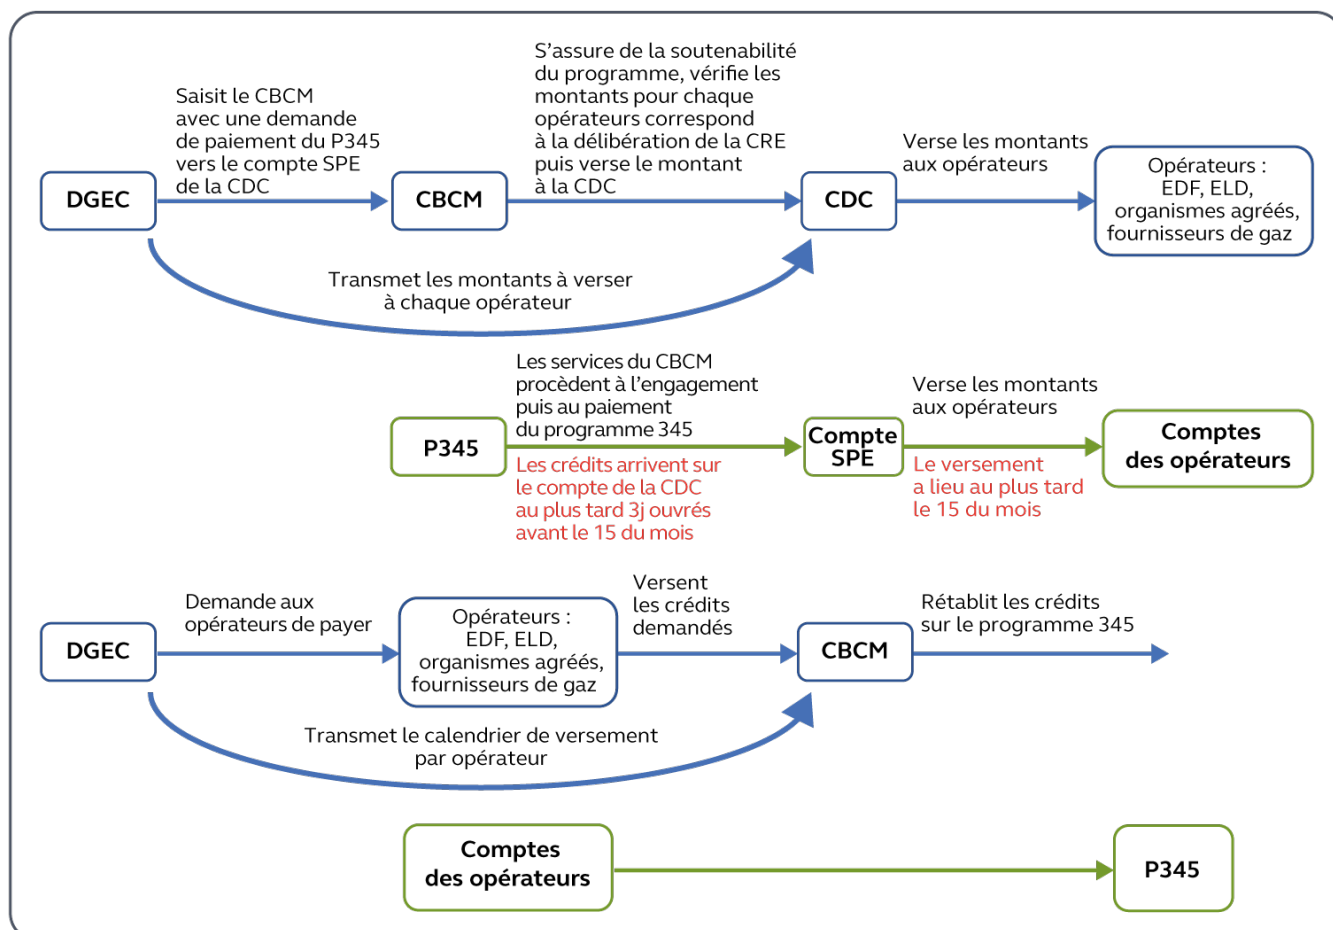 Saisit le CBCM
avec une demande
de paiement du P345
vers le compte SPE
de la CDC
S’assure de la soutenabilité
du programme, vérifie les
montants pour chaque
opérateurs correspond
à la délibération de la CRE
puis verse le montant
à la CDC
Verse les montants
aux opérateurs
DGEC
CBCM
CDC
Opérateurs :
EDF, ELD,
organismes agréés,
fournisseurs de gaz
Transmet les montants à verser
à chaque opérateur
Les services du CBCM
procèdent à l’engagement
puis au paiement
du programme 345
Verse les montants
aux opérateurs
P345
Compte
SPE
Comptes
des opérateurs
Les crédits arrivent sur
le compte de la CDC
au plus tard 3j ouvrés
avant le 15 du mois
Le versement
a lieu au plus tard
le 15 du mois
Demande aux
opérateurs de payer
Versent
les crédits
demandés
Rétablit les crédits
sur le programme 345
DGEC
Opérateurs :
EDF, ELD,
organismes agréés,
fournisseurs de gaz
CBCM
Transmet le calendrier de versement
par opérateur
Comptes
des opérateurs
P345